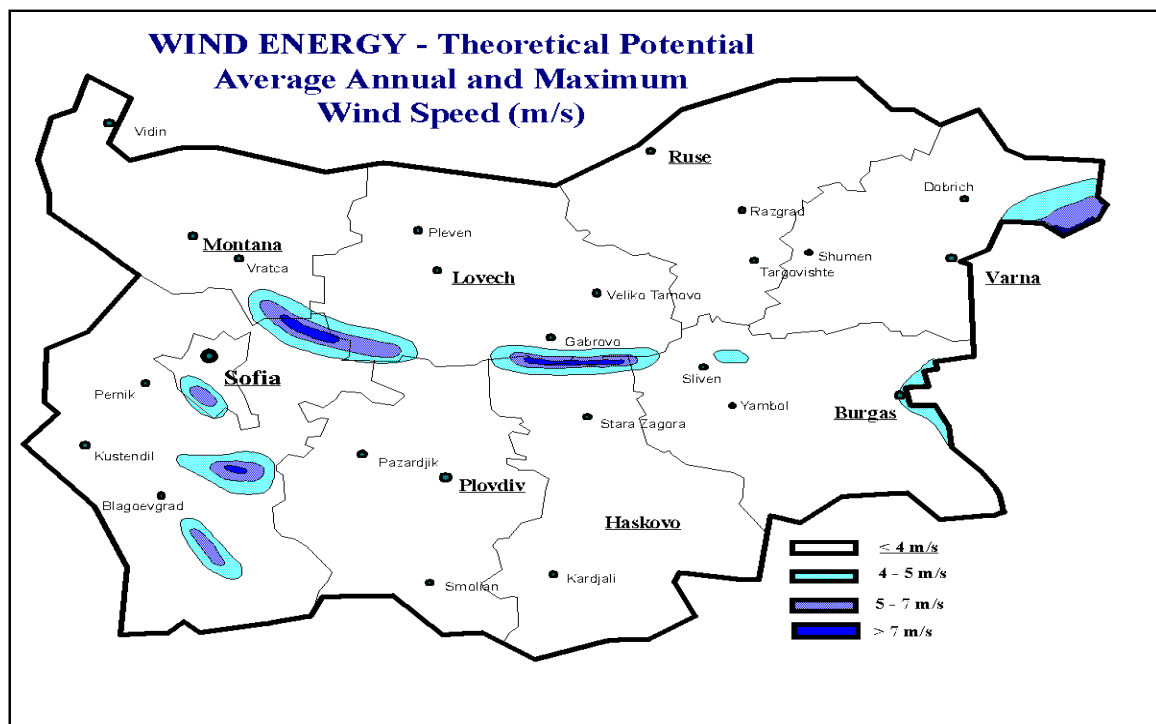 WIND ENERGY - Theoretical Potential
Average Annual and Maximum
Wind Speed (m/s)
Vidin
Ruse
Dobrich
Razgrad
Pleven
Montana
Vratca
Lovech
Shumen
Targovishte
Varna
Veliko Tarnovo
Gabrovo
Sofia
Sliven
Pernik
Yambol
Burgas
Stara Zagora
Kustendil
Pazardjik
Plovdiv
Blagoevgrad
Haskovo
Smolian
Kardjali
< 4 m/s
4 - 5 m/s
5 - 7 m/s
> 7 m/s